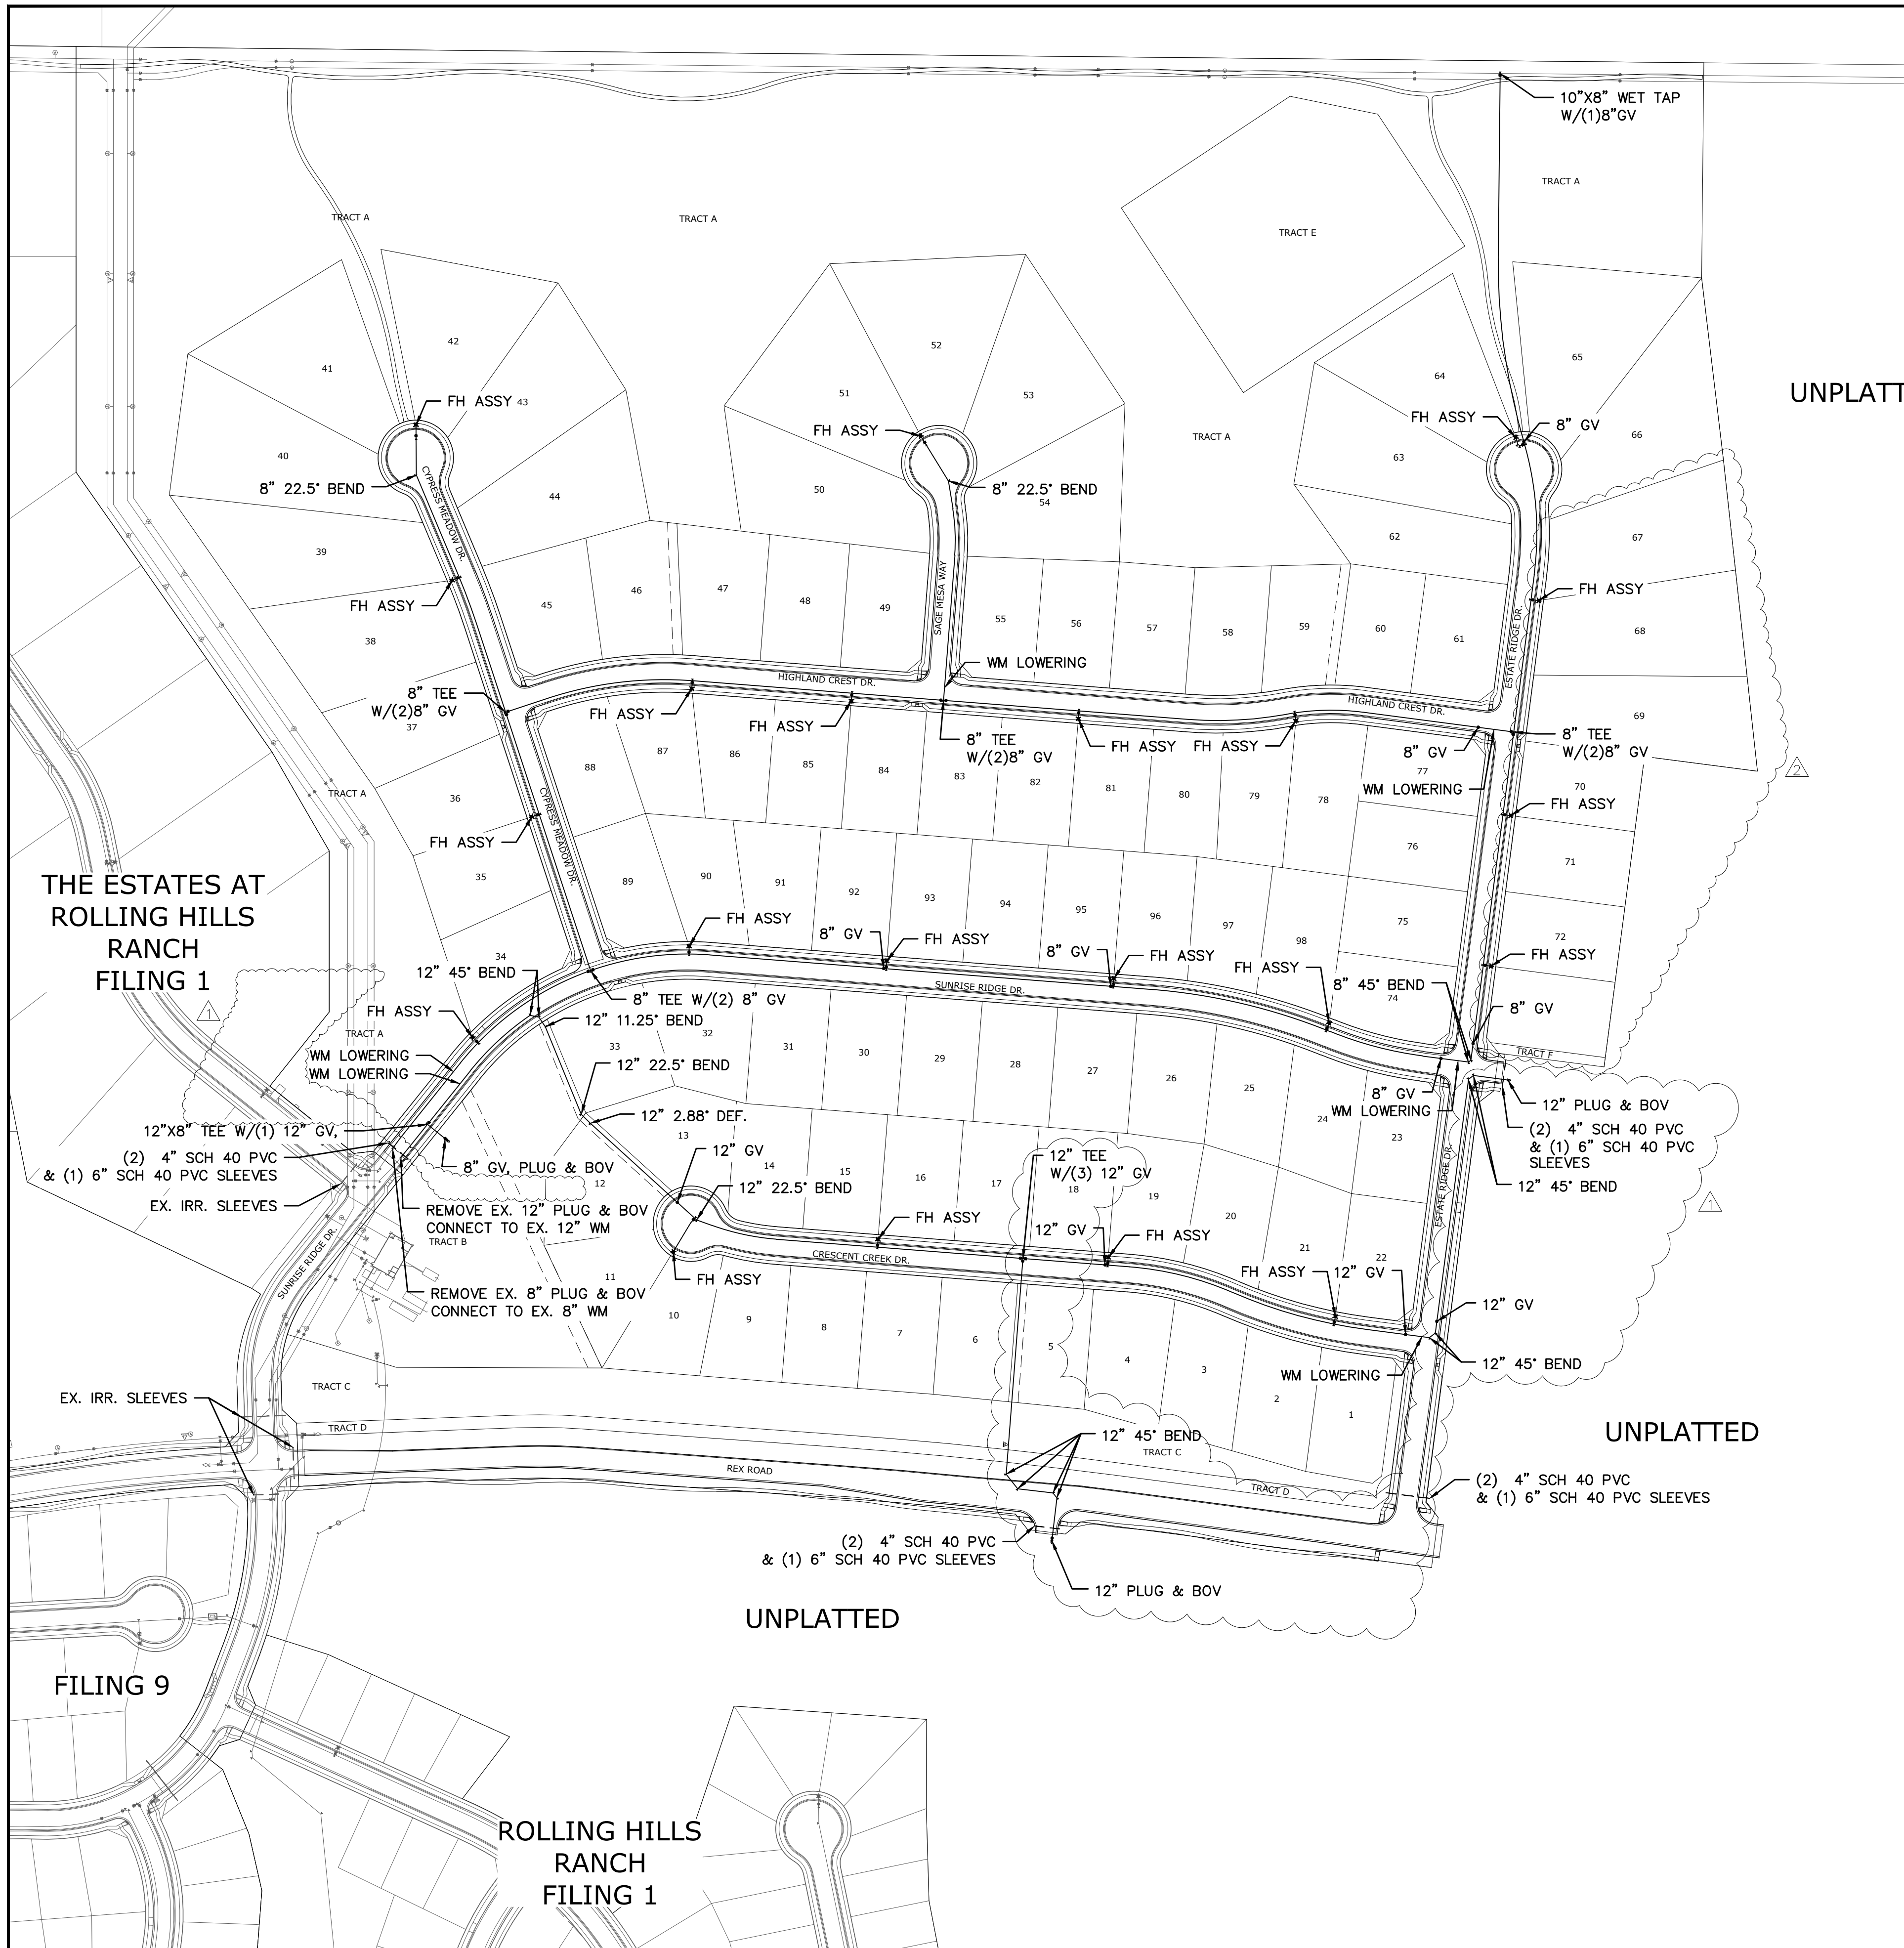 10"X8" WET TAP
W/(1)8"GV
TRACT A
TRACT A
TRACT A
TRACT E
UNPLATT
42
41
FH ASSY
43
40
8" 22.5° BEND
CYPRESS MEADOW DR.
44
39
52
51
53
FH ASSY
50
8" 22.5° BEND
54
TRACT A
64
65
FH ASSY
8" GV
66
63
62
67
FH ASSY
FH ASSY
68
38
45
46
47
48
49
SAGE MESA WAY
55
56
57
58
59
60
61
ESTATE RIDGE DR.
WM LOWERING
HIGHLAND CREST DR.
HIGHLAND CREST DR.
8" TEE
W/(2)8" GV
37
FH ASSY
FH ASSY
8" TEE
W/(2)8" GV
FH ASSY
FH ASSY
8" GV
8" TEE
W/(2)8" GV
69
WM LOWERING
2
88
87
86
85
84
83
82
81
80
79
78
77
70
FH ASSY
TRACT A
36
FH ASSY
CYPRESS MEADOW DR.
76
71
35
89
90
91
92
93
94
95
96
97
98
75
72
THE ESTATES AT
ROLLING HILLS
RANCH
FILING 1
FH ASSY
8" GV
FH ASSY
8" GV
FH ASSY
FH ASSY
FH ASSY
34
12" 45° BEND
8" 45° BEND
74
SUNRISE RIDGE DR.
8" TEE W/(2) 8" GV
8" GV
1
FH ASSY
TRACT A
12" 11.25° BEND
32
33
31
30
29
28
27
26
25
24
23
TRACT F
WM LOWERING
WM LOWERING
12" 22.5° BEND
8" GV
WM LOWERING
12" PLUG & BOV
(2) 4" SCH 40 PVC
& (1) 6" SCH 40 PVC
SLEEVES
12" 45° BEND
12"X8" TEE W/(1) 12" GV,
12" 2.88° DEF.
13
(2) 4" SCH 40 PVC
& (1) 6" SCH 40 PVC SLEEVES
8" GV, PLUG & BOV
12" GV
14
15
16
17
18
19
20
21
22
12" TEE
W/(3) 12" GV
EX. IRR. SLEEVES
12
12" 22.5° BEND
REMOVE EX. 12" PLUG & BOV
CONNECT TO EX. 12" WM
TRACT B
FH ASSY
12" GV
FH ASSY
ESTATE RIDGE DR.
1
SUNRISE RIDGE DR.
CRESCENT CREEK DR.
FH ASSY
12" GV
11
FH ASSY
REMOVE EX. 8" PLUG & BOV
CONNECT TO EX. 8" WM
12" GV
10
9
8
7
6
5
4
3
2
1
12" 45° BEND
WM LOWERING
TRACT C
EX. IRR. SLEEVES
TRACT D
REX ROAD
12" 45° BEND
TRACT C
TRACT D
UNPLATTED
(2) 4" SCH 40 PVC
& (1) 6" SCH 40 PVC SLEEVES
(2) 4" SCH 40 PVC
& (1) 6" SCH 40 PVC SLEEVES
12" PLUG & BOV
UNPLATTED
FILING 9
ROLLING HILLS
RANCH
FILING 1